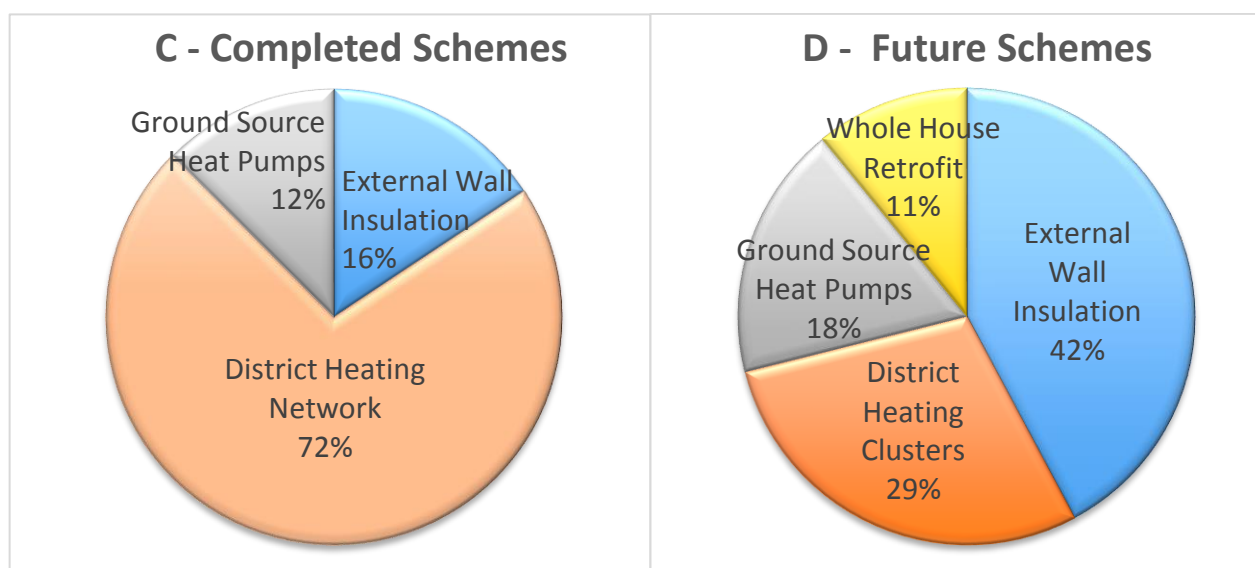 C - Completed Schemes
Ground Source
Heat Pumps
12%
External Wall
Insulation
16%
District Heating
Network
72%
D -  Future Schemes
Whole House
Retrofit
11%
External
Wall
Insulation
42%
Ground Source
Heat Pumps
18%
District
Heating
Clusters
29%